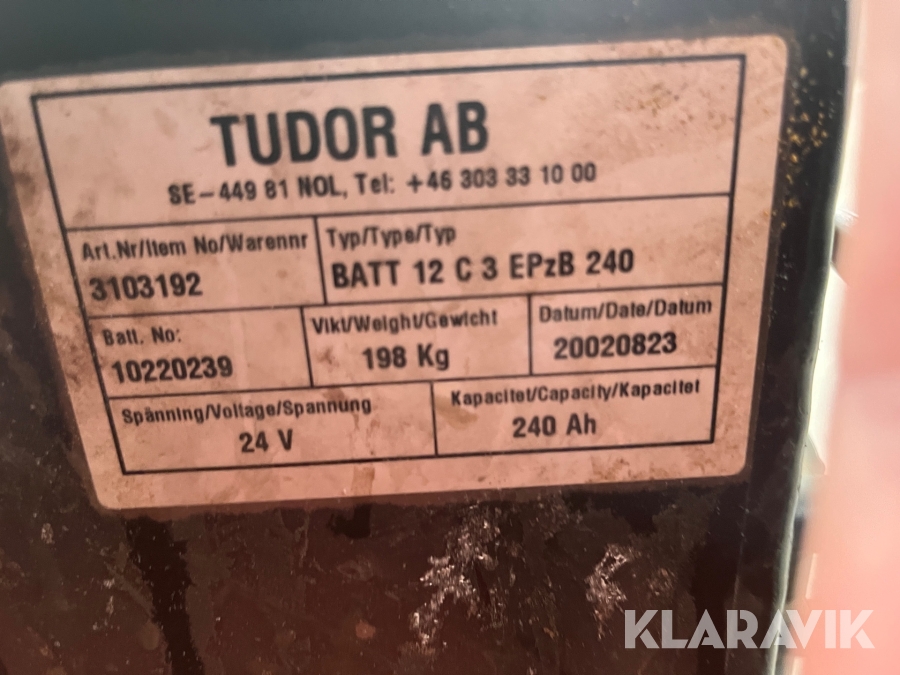 TUDOR AB
SE-449 81 NOL, Tel: +46 303 33 10 00
Art.Nr/Item No/Warennr
3103192
Typ/Type/Typ
BATT 12 C 3 EPzB 240
Batt. No:
10220239
Vikt/Weight/Gewicht
198 Kg
Datum/Date/Datum
20020823
Spänning/Voltage/Spannung
24 V
Kapacitet/Capacity/Kapacitet
240 Ah
KLARAVIK